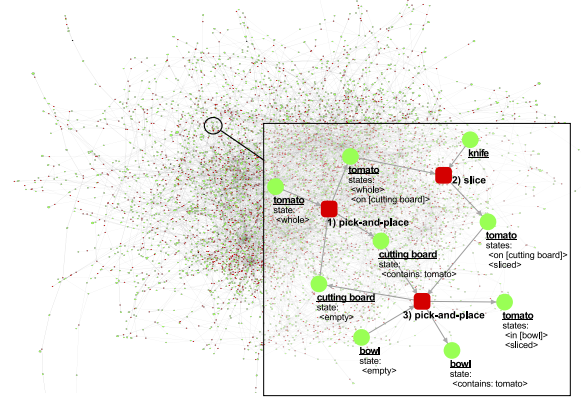 knife
tomato
states:
<whole>
<on [cutting board]>
2) slice
tomato
state:
<whole>
1) pick-and-place
tomato
states:
<on [cutting board]>
<sliced>
cutting board
state:
<contains: tomato>
cutting board
state:
<empty>
3) pick-and-place
tomato
states:
<in [bowl]>
<sliced>
bowl
state:
<empty>
bowl
state:
<contains: tomato>